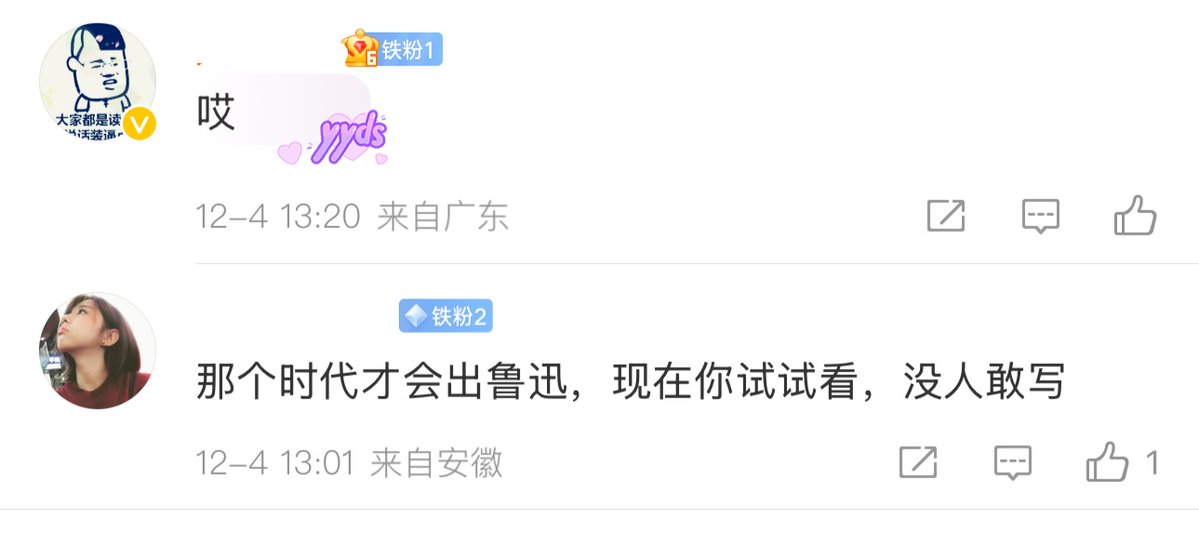 6 铁粉1
大家都是读
V
哎
yyds
12-4 13:20 来自广东
铁粉2
那个时代才会出鲁迅，现在你试试看，没人敢写
12-4 13:01 来自安徽
1